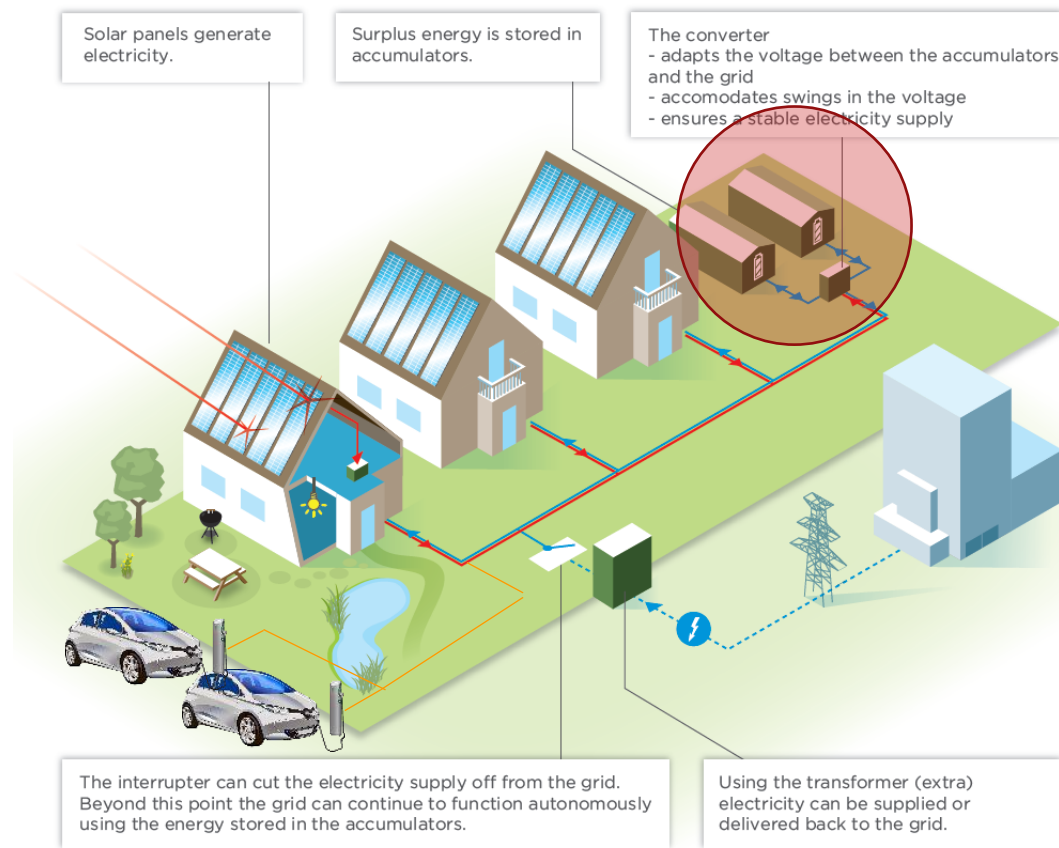 Solar panels generate
electricity.
Surplus energy is stored in
accumulators.
The converter
- adapts the voltage between the accumulators
and the grid
- accomodates swings in the voltage
- ensures a stable electricity supply
The interrupter can cut the electricity supply off from the grid.
Beyond this point the grid can continue to function autonomously
using the energy stored in the accumulators.
Using the transformer (extra)
electricity can be supplied or
delivered back to the grid.